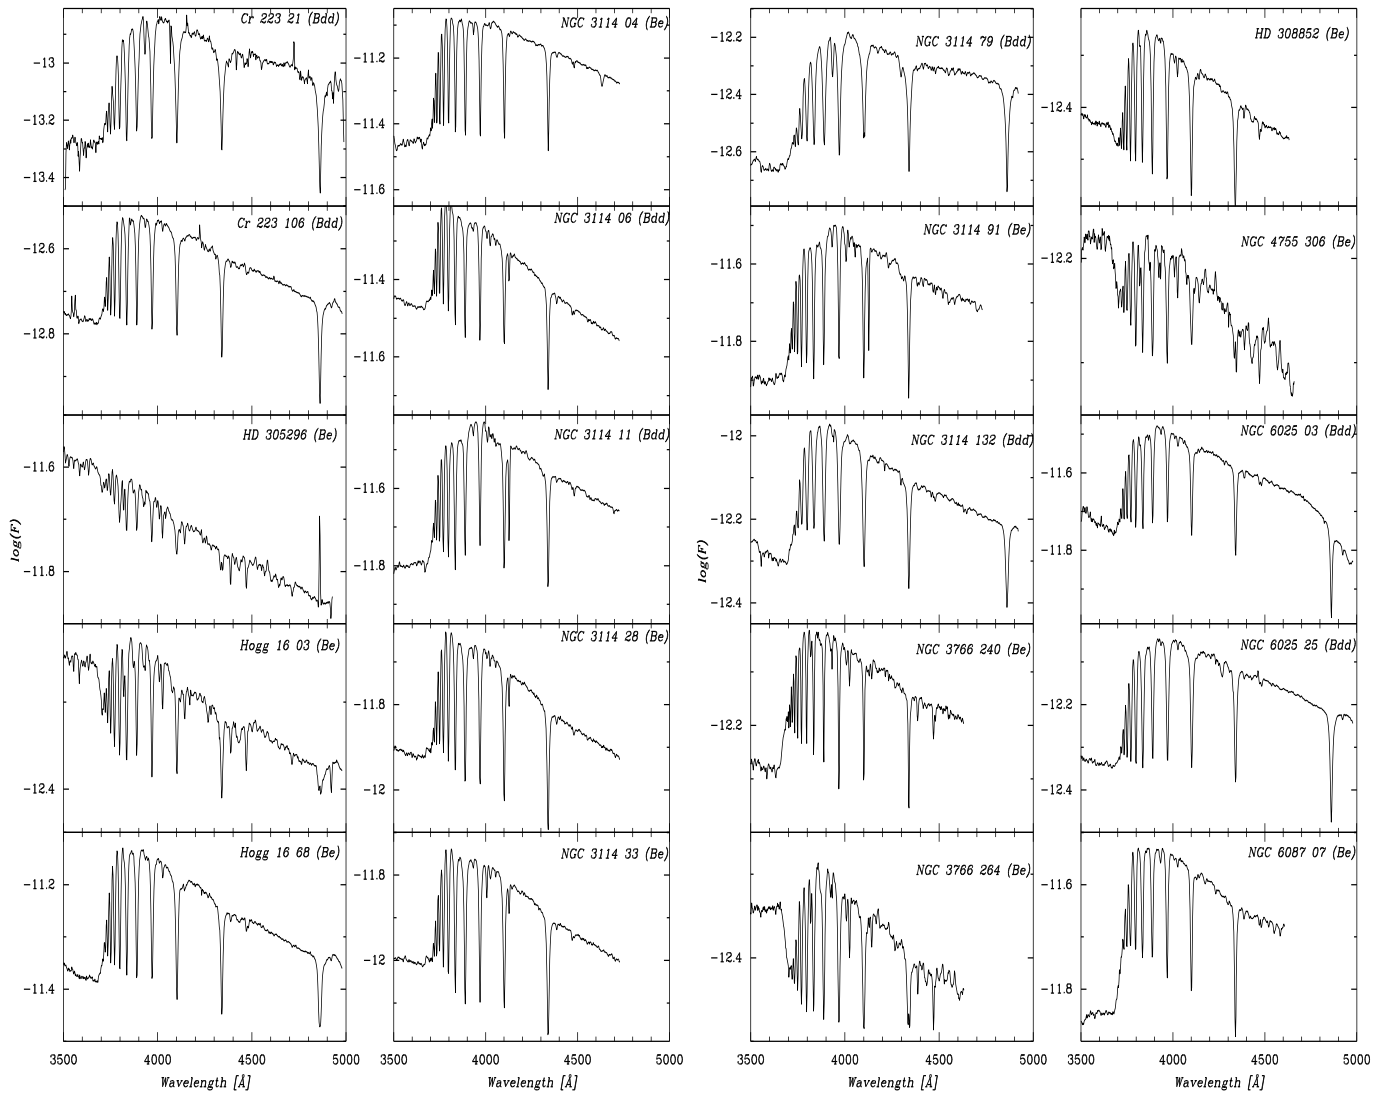 Cr 223 21 (Bdd)
-13
-13.2
-13.4
NGC 3114 04 (Be)
-11.2
-11.4
-11.6
NGC 3114 79 (Bdd)
-12.2
-12.4
-12.6
HD 308852 (Be)
-12.4
Cr 223 106 (Bdd)
-12.6
-12.8
NGC 3114 06 (Bdd)
-11.4
-11.6
NGC 3114 91 (Be)
-11.6
-11.8
NGC 4755 306 (Be)
-12.2
HD 305296 (Be)
-11.6
-11.8
log(F)
NGC 3114 11 (Bdd)
-11.6
-11.8
NGC 3114 132 (Bdd)
-12
-12.2
-12.4
log(F)
NGC 6025 03 (Bdd)
-11.6
-11.8
Hogg 16 03 (Be)
-12.4
NGC 3114 28 (Be)
-11.8
-12
NGC 3766 240 (Be)
-12.2
NGC 6025 25 (Bdd)
-12.2
-12.4
Hogg 16 68 (Be)
-11.2
-11.4
NGC 3114 33 (Be)
-11.8
-12
NGC 3766 264 (Be)
-12.4
NGC 6087 07 (Be)
-11.6
-11.8
3500 4000 4500 5000
3500 4000 4500 5000
3500 4000 4500 5000
3500 4000 4500 5000
Wavelength [Å]
Wavelength [Å]
Wavelength [Å]
Wavelength [Å]